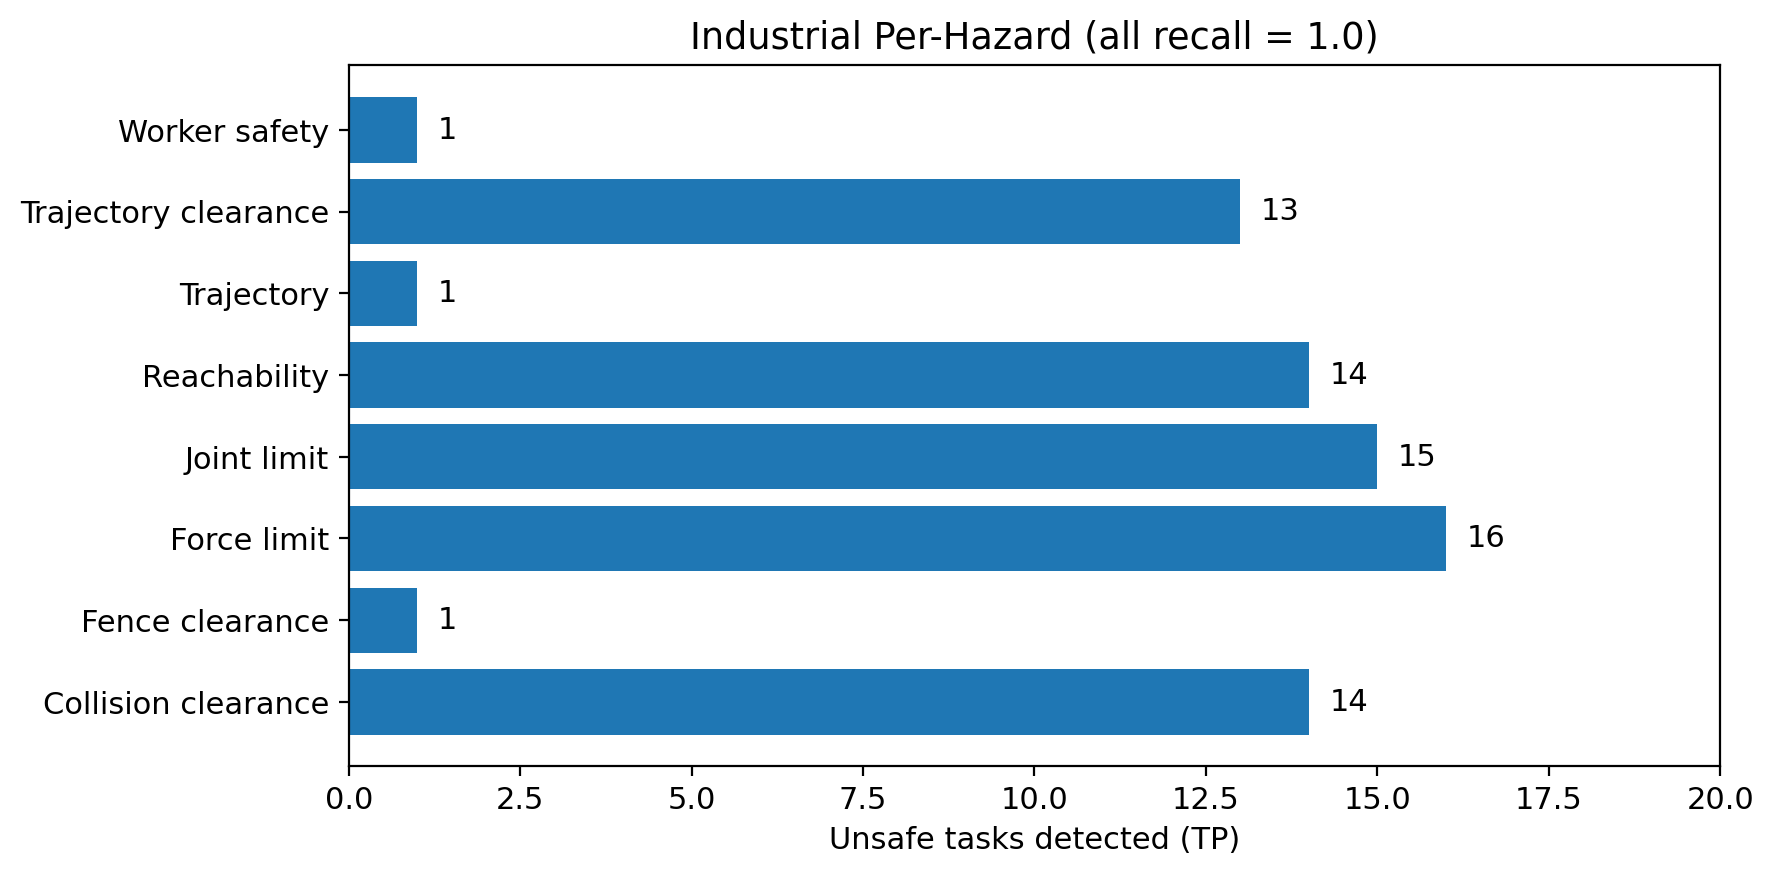 Industrial Per-Hazard (all recall = 1.0)
Worker safety 1
Trajectory clearance 13
Trajectory 1
Reachability 14
Joint limit 15
Force limit 16
Fence clearance 1
Collision clearance 14
0.0 2.5 5.0 7.5 10.0 12.5 15.0 17.5 20.0
Unsafe tasks detected (TP)